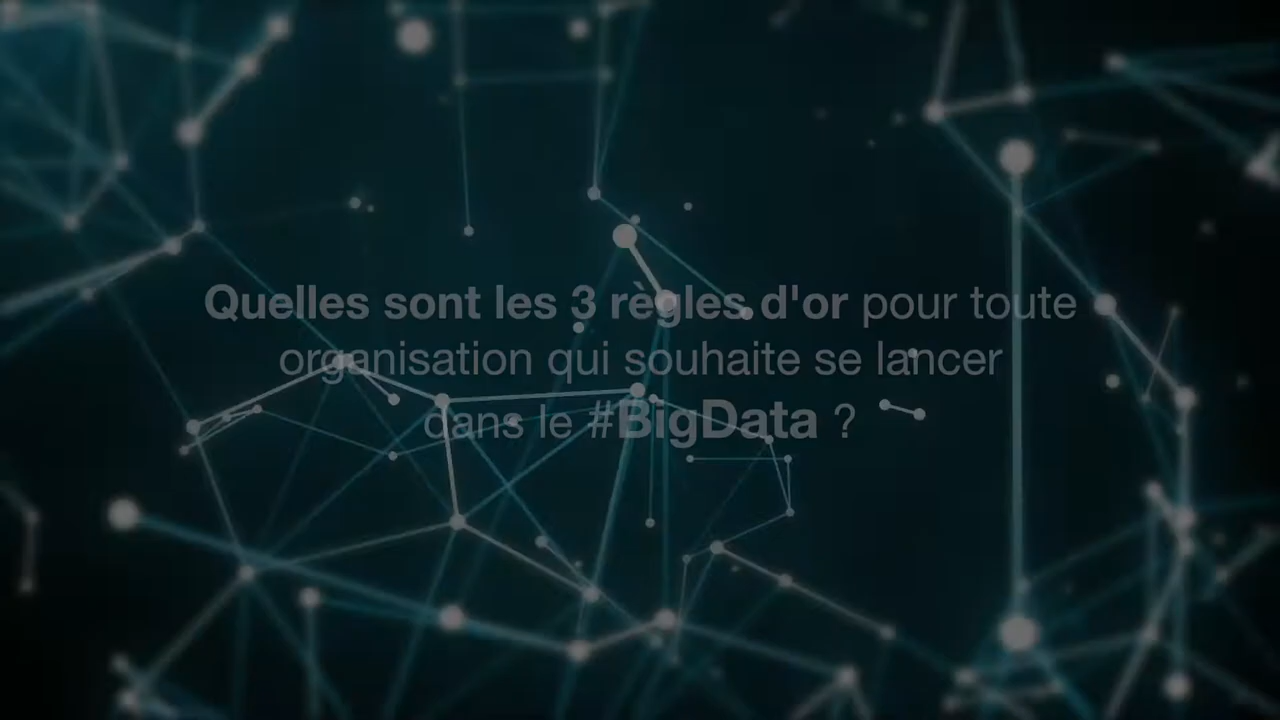 Quelles sont les 3 règles d'or pour toute
organisation qui souhaite se lancer
dans le #BigData ?